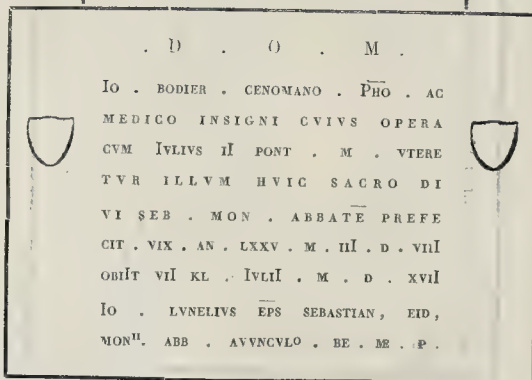 . D . O . M .
Io . BODIER . CENOMANO . PH̅O . AC
MEDICO INSIGNI CVIVS OPERA
CVM IVLIVS II PONT . M . VTERE
TVR ILLVM HVIC SACRO DI
VI SEB . MON . ABBATE̅ PREFE
CIT . VIX . AN . LXXV . M . III . D . VIII
OBIIT VII KL . IVLII . M . D . XVII
Io . LVNELIVS EP̅S SEBASTIAN, EID,
MONII. ABB . AVVNCVLO . BE . ME . P .